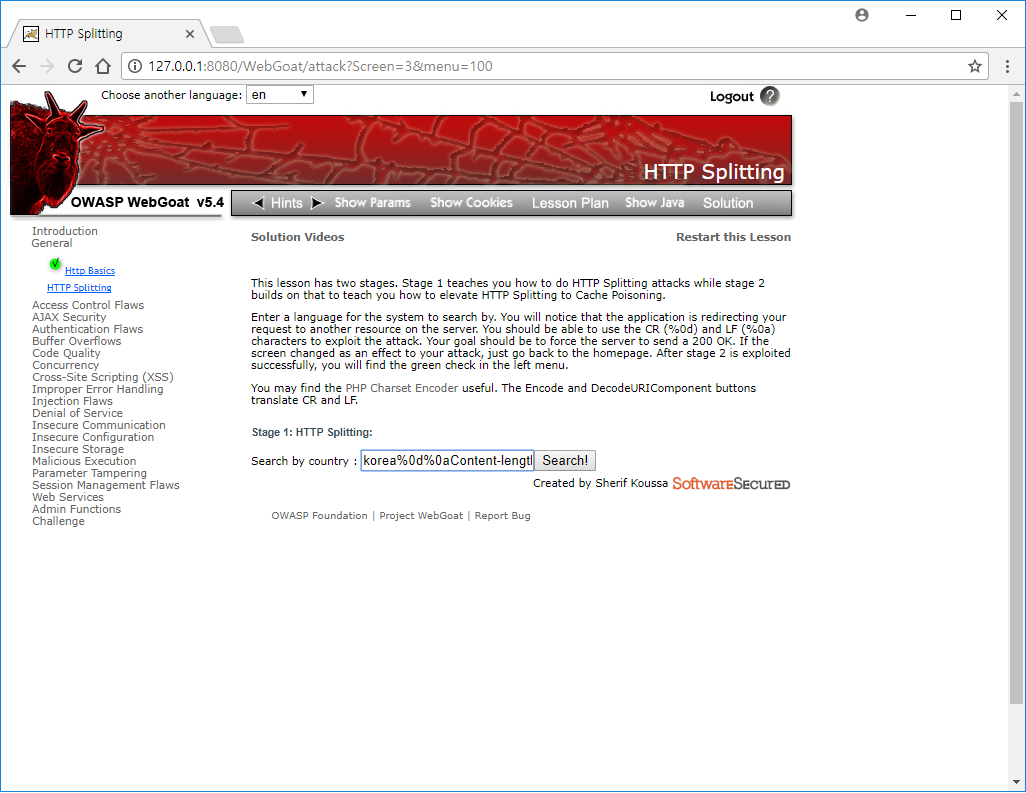 HTTP Splitting
127.0.0.1:8080/WebGoat/attack?Screen=3&menu=100
Choose another language: en
Logout ?
HTTP Splitting
OWASP WebGoat v5.4
Hints Show Params Show Cookies Lesson Plan Show Java Solution
Introduction
General
Http Basics
HTTP Splitting
Access Control Flaws
AJAX Security
Authentication Flaws
Buffer Overflows
Code Quality
Concurrency
Cross-Site Scripting (XSS)
Improper Error Handling
Injection Flaws
Denial of Service
Insecure Communication
Insecure Configuration
Insecure Storage
Malicious Execution
Parameter Tampering
Session Management Flaws
Web Services
Admin Functions
Challenge
Solution Videos Restart this Lesson
This lesson has two stages. Stage 1 teaches you how to do HTTP Splitting attacks while stage 2
builds on that to teach you how to elevate HTTP Splitting to Cache Poisoning.
Enter a language for the system to search by. You will notice that the application is redirecting your
request to another resource on the server. You should be able to use the CR (%0d) and LF (%0a)
characters to exploit the attack. Your goal should be to force the server to send a 200 OK. If the
screen changed as an effect to your attack, just go back to the homepage. After stage 2 is exploited
successfully, you will find the green check in the left menu.
You may find the PHP Charset Encoder useful. The Encode and DecodeURIComponent buttons
translate CR and LF.
Stage 1: HTTP Splitting:
Search by country : korea%0d%0aContent-lengt Search!
Created by Sherif Koussa SoftwareSecured
OWASP Foundation | Project WebGoat | Report Bug